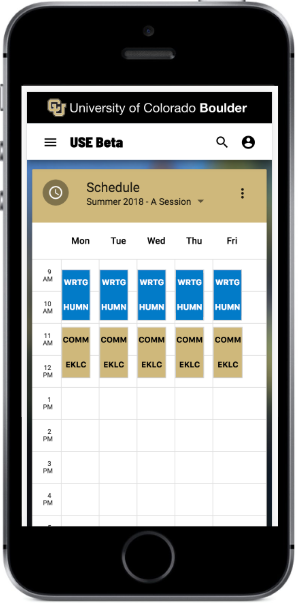 CU University of Colorado Boulder
USE Beta
Schedule
Summer 2018 - A Session
Mon Tue Wed Thu Fri
9
AM
WRTG WRTG WRTG WRTG WRTG
10
AM
HUMN HUMN HUMN HUMN HUMN
11
AM
COMM COMM COMM COMM COMM
12
PM
EKLC EKLC EKLC EKLC EKLC
1
PM
2
PM
3
PM
4
PM